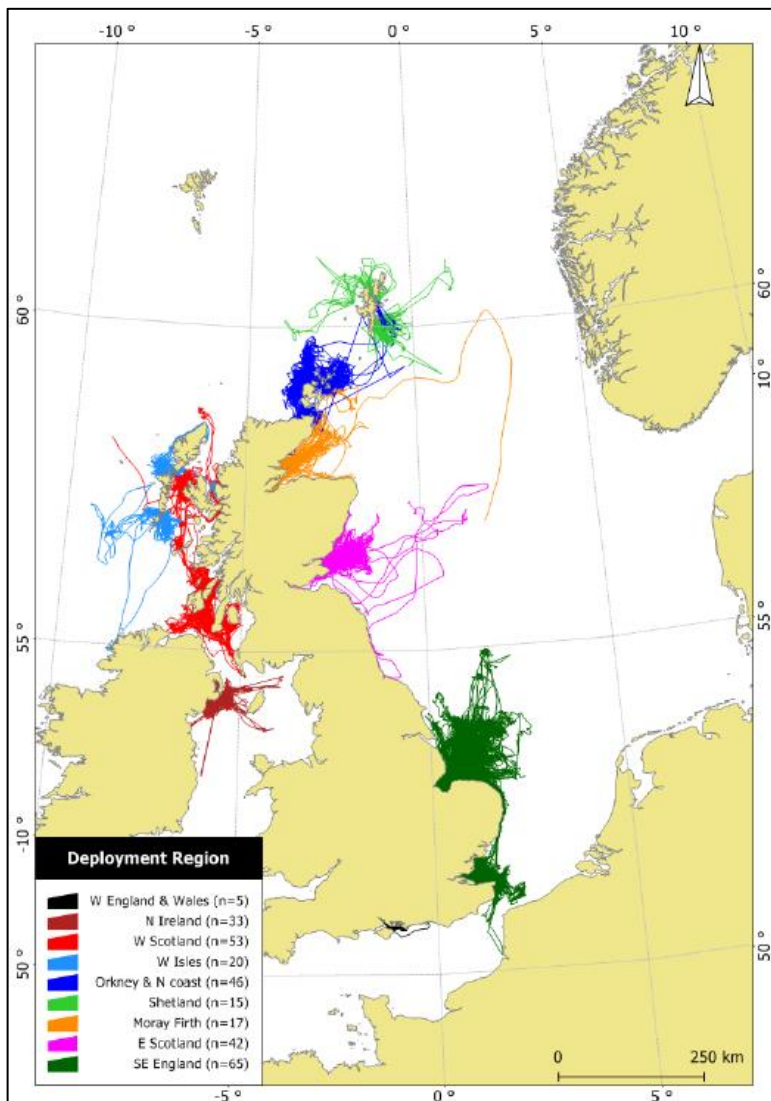 -10 ° -5 ° 0 ° 5 ° 10 °
60 °
60 °
10 °
55 °
55 °
-10 °
50 °
50 °
Deployment Region
W England & Wales (n=5)
N Ireland (n=33)
W Scotland (n=53)
W Isles (n=20)
Orkney & N coast (n=46)
Shetland (n=15)
Moray Firth (n=17)
E Scotland (n=42)
SE England (n=65)
0 250 km
-5 ° 0 ° 5 °